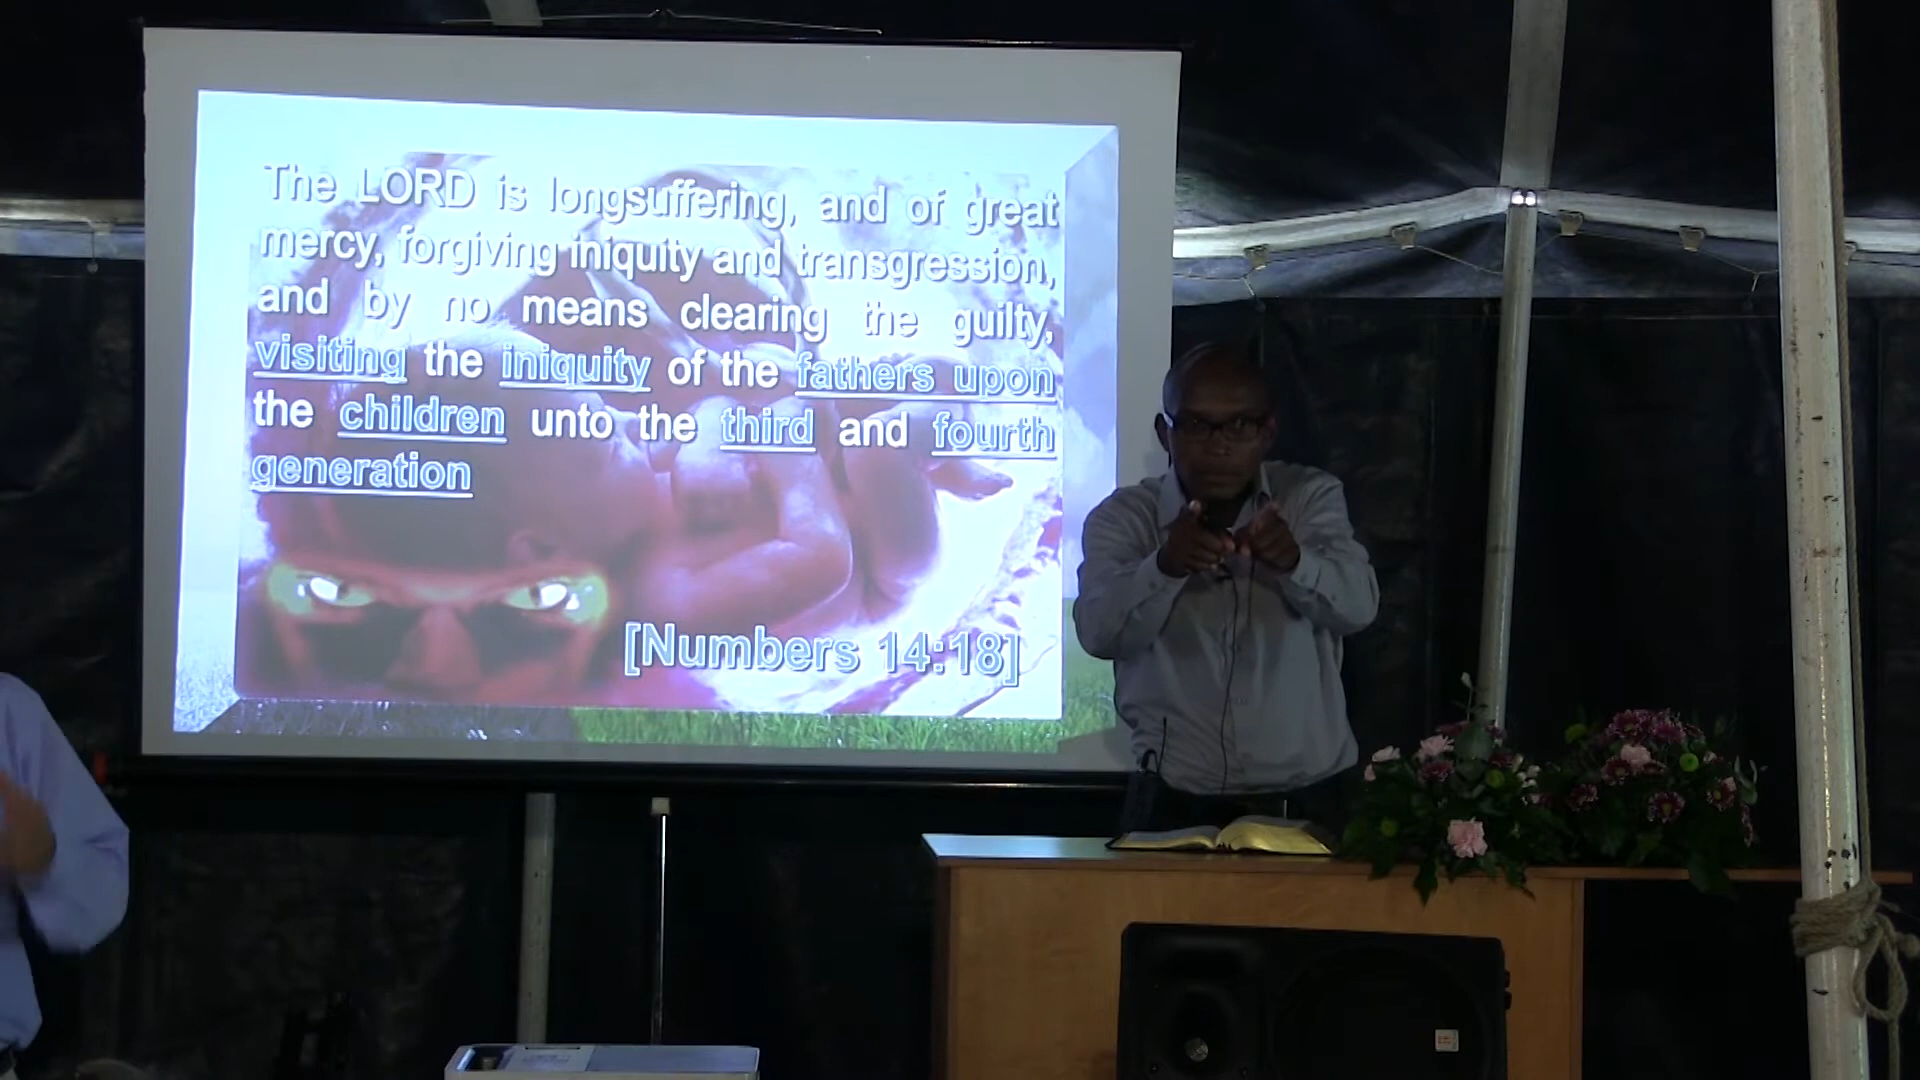 The LORD is longsuffering, and of great
mercy, forgiving iniquity and transgression,
and by no means clearing the guilty,
visiting the iniquity of the fathers upon
the children unto the third and fourth
generation
[Numbers 14:18]